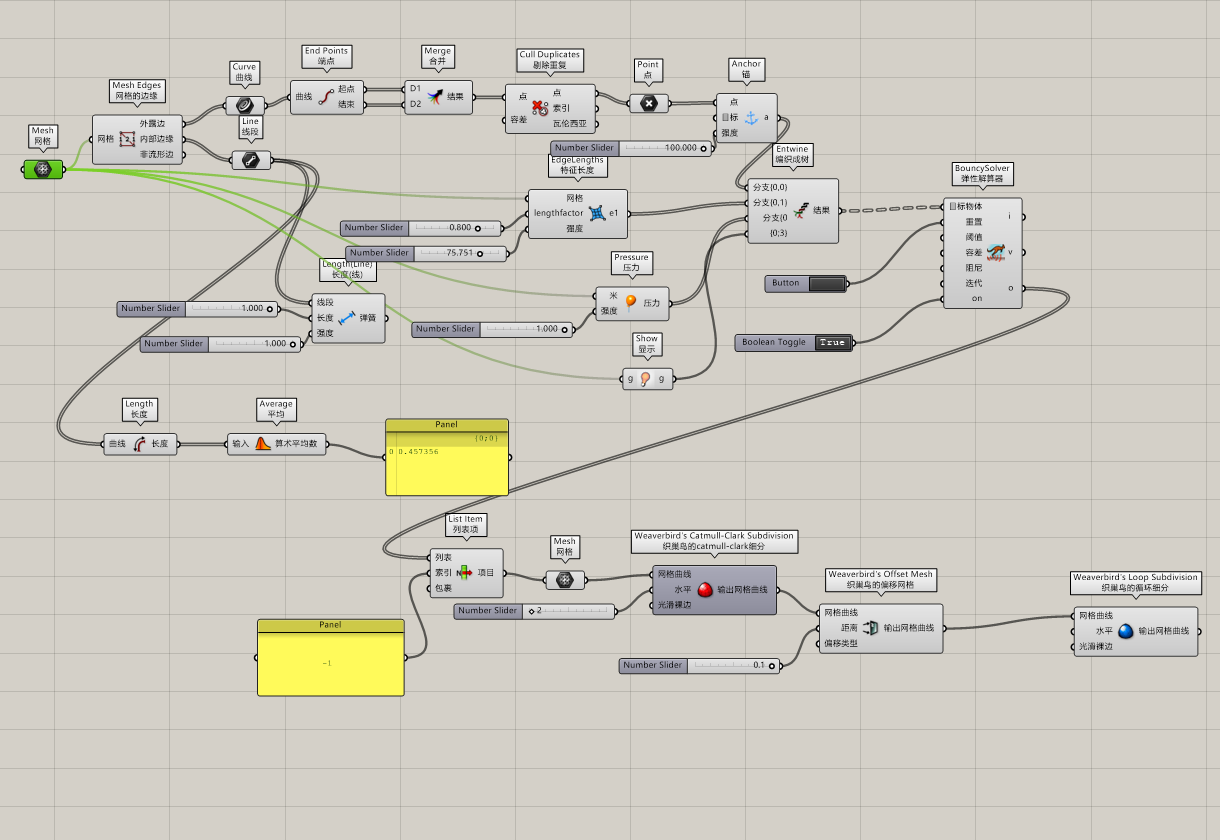 Mesh
网格
Mesh Edges
网格的边缘
网格
外露边
内部边缘
非流形边
Curve
曲线
Line
线段
End Points
端点
曲线
起点
结束
Merge
合并
D1
D2
结果
Cull Duplicates
剔除重复
点
容差
点
索引
瓦伦西亚
Point
点
Anchor
锚
点
目标
强度
a
Number Slider 100.000
EdgeLengths
特征长度
网格
lengthfactor
强度
e1
Number Slider 0.800
Number Slider 75.751
Entwine
编织成树
分支(0,0)
分支(0,1)
分支(0
(0;3)
结果
BouncySolver
弹性解算器
目标物体
重置
阈值
容差
阻尼
迭代
on
i
v
o
Pressure
压力
米
强度
压力
Number Slider 1.000
Show
显示
g g
Button
Boolean Toggle True
Length(Line)
长度(线)
线段
长度
强度
弹簧
Number Slider 1.000
Number Slider 1.000
Length
长度
曲线 长度
Average
平均
输入 算术平均数
Panel
{0;0}
0 0.457356
List Item
列表项
列表
索引
包裹
项目
Mesh
网格
Number Slider 2
Panel
-1
Weaverbird's Catmull-Clark Subdivision
织巢鸟的catmull-clark细分
网格曲线
水平
光滑裸边
输出网格曲线
Number Slider 0.1
Weaverbird's Offset Mesh
织巢鸟的偏移网格
网格曲线
距离
偏移类型
输出网格曲线
Weaverbird's Loop Subdivision
织巢鸟的循环细分
网格曲线
水平
光滑裸边
输出网格曲线